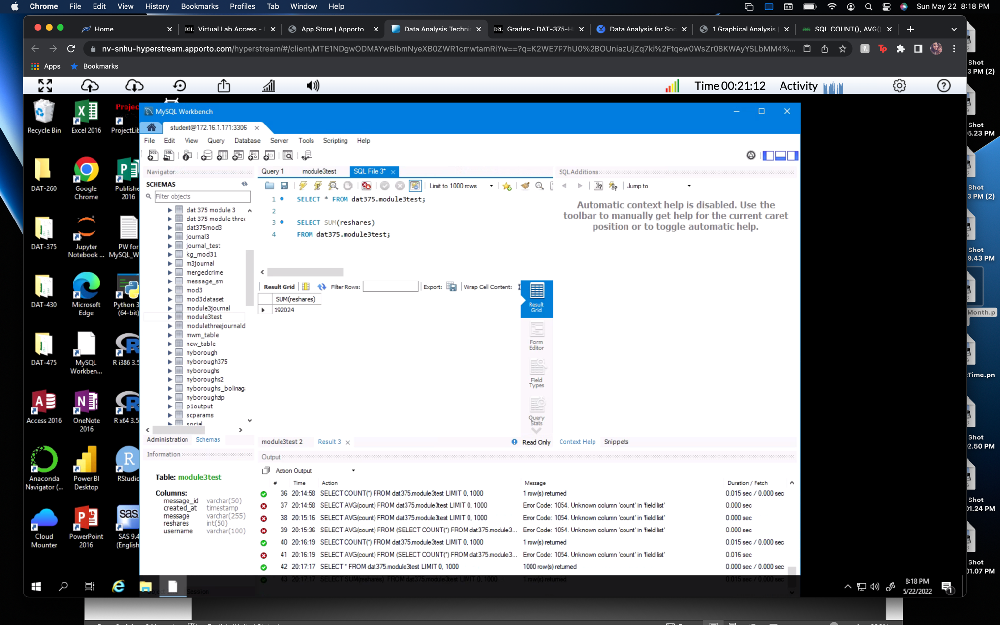 Chrome File Edit View History Bookmarks Profiles Tab Window Help Sun May 22 8:18 PM
Home D2L Virtual Lab Access - App Store | Apporto Data Analysis Techni D2L Grades - DAT-375-H Data Analysis for Soc 1 Graphical Analysis SQL COUNT(), AVG()
nv-snhu-hyperstream.apporto.com/hyperstream/#/client/
Apps Bookmarks
Time 00:21:12 Activity
Shot
3 PM (2)
Shot
5.23 PM
Shot
3 PM (2)
Shot
9.43 PM
Month.p
Time.pn
Shot
2.50 PM
Shot
01.24 PM
Shot
01.07 PM
Recycle Bin Excel 2016 ProjectLib
DAT-260 Google Chrome Publishe 2016
DAT-375 Jupyter Notebook ... PW for MySQL_W
DAT-430 Microsoft Edge Python 3 (64-bit)
DAT-475 MySQL Workben... R i386 3.5
Access 2016 OneNote 2016 R x64 3.5
Anaconda Navigator (... Power BI Desktop RStudio
Cloud Mounter PowerPoint 2016 SAS 9.4 (English
MySQL Workbench
student@172.16.1.171:3306
File Edit View Query Database Server Tools Scripting Help
Navigator
SCHEMAS
Filter objects
dat 375 module 3
dat 375 module three
dat375mod3
journal3
journal_test
kg_mod31
m3journal
mergedcrime
message_sm
mod3
mod3dataset
module3journal
module3test
modulethreejournald
mwm_table
new_table
nyborough
nyborough375
nyboroughs
nyboroughs2
nyboroughs_bolinaga
nyboroughzip
p1output
scparams
social
Administration Schemas
Information
Table: module3test
Columns:
message_id varchar(50)
created_at timestamp
message varchar(255)
reshares int(50)
username varchar(100)
Query 1 module3test SQL File 3*
Limit to 1000 rows
1 SELECT * FROM dat375.module3test;
2
3 SELECT SUM(reshares)
4 FROM dat375.module3test;
SQLAdditions
Jump to
Automatic context help is disabled. Use the
toolbar to manually get help for the current caret
position or to toggle automatic help.
Result Grid Filter Rows: Export: Wrap Cell Content:
SUM(reshares)
192024
Result Grid
Form Editor
Field Types
Query Stats
module3test 2 Result 3 Read Only Context Help Snippets
Output
Action Output
# Time Action Message Duration / Fetch
36 20:14:58 SELECT COUNT(*) FROM dat375.module3test LIMIT 0, 1000 1 row(s) returned 0.015 sec / 0.000 sec
37 20:14:58 SELECT AVG(count) FROM dat375.module3test LIMIT 0, 1000 Error Code: 1054. Unknown column 'count' in 'field list' 0.000 sec
38 20:15:16 SELECT AVG(count) FROM dat375.module3test LIMIT 0, 1000 Error Code: 1054. Unknown column 'count' in 'field list' 0.000 sec
39 20:15:36 SELECT AVG(count) FROM (SELECT COUNT(*) FROM dat375.module3... Error Code: 1054. Unknown column 'count' in 'field list' 0.000 sec
40 20:16:19 SELECT COUNT(*) FROM dat375.module3test LIMIT 0, 1000 1 row(s) returned 0.015 sec / 0.000 sec
41 20:16:19 SELECT AVG(count) FROM (SELECT COUNT(*) FROM dat375.module3... Error Code: 1054. Unknown column 'count' in 'field list' 0.016 sec
42 20:17:17 SELECT * FROM dat375.module3test LIMIT 0, 1000 1000 row(s) returned 0.000 sec / 0.000 sec
43 20:17:17 SELECT SUM(reshares) FROM dat375.module3test LIMIT 0, 1000 1 row(s) returned 0.015 sec / 0.000 sec
Session
8:18 PM
5/22/2022
1